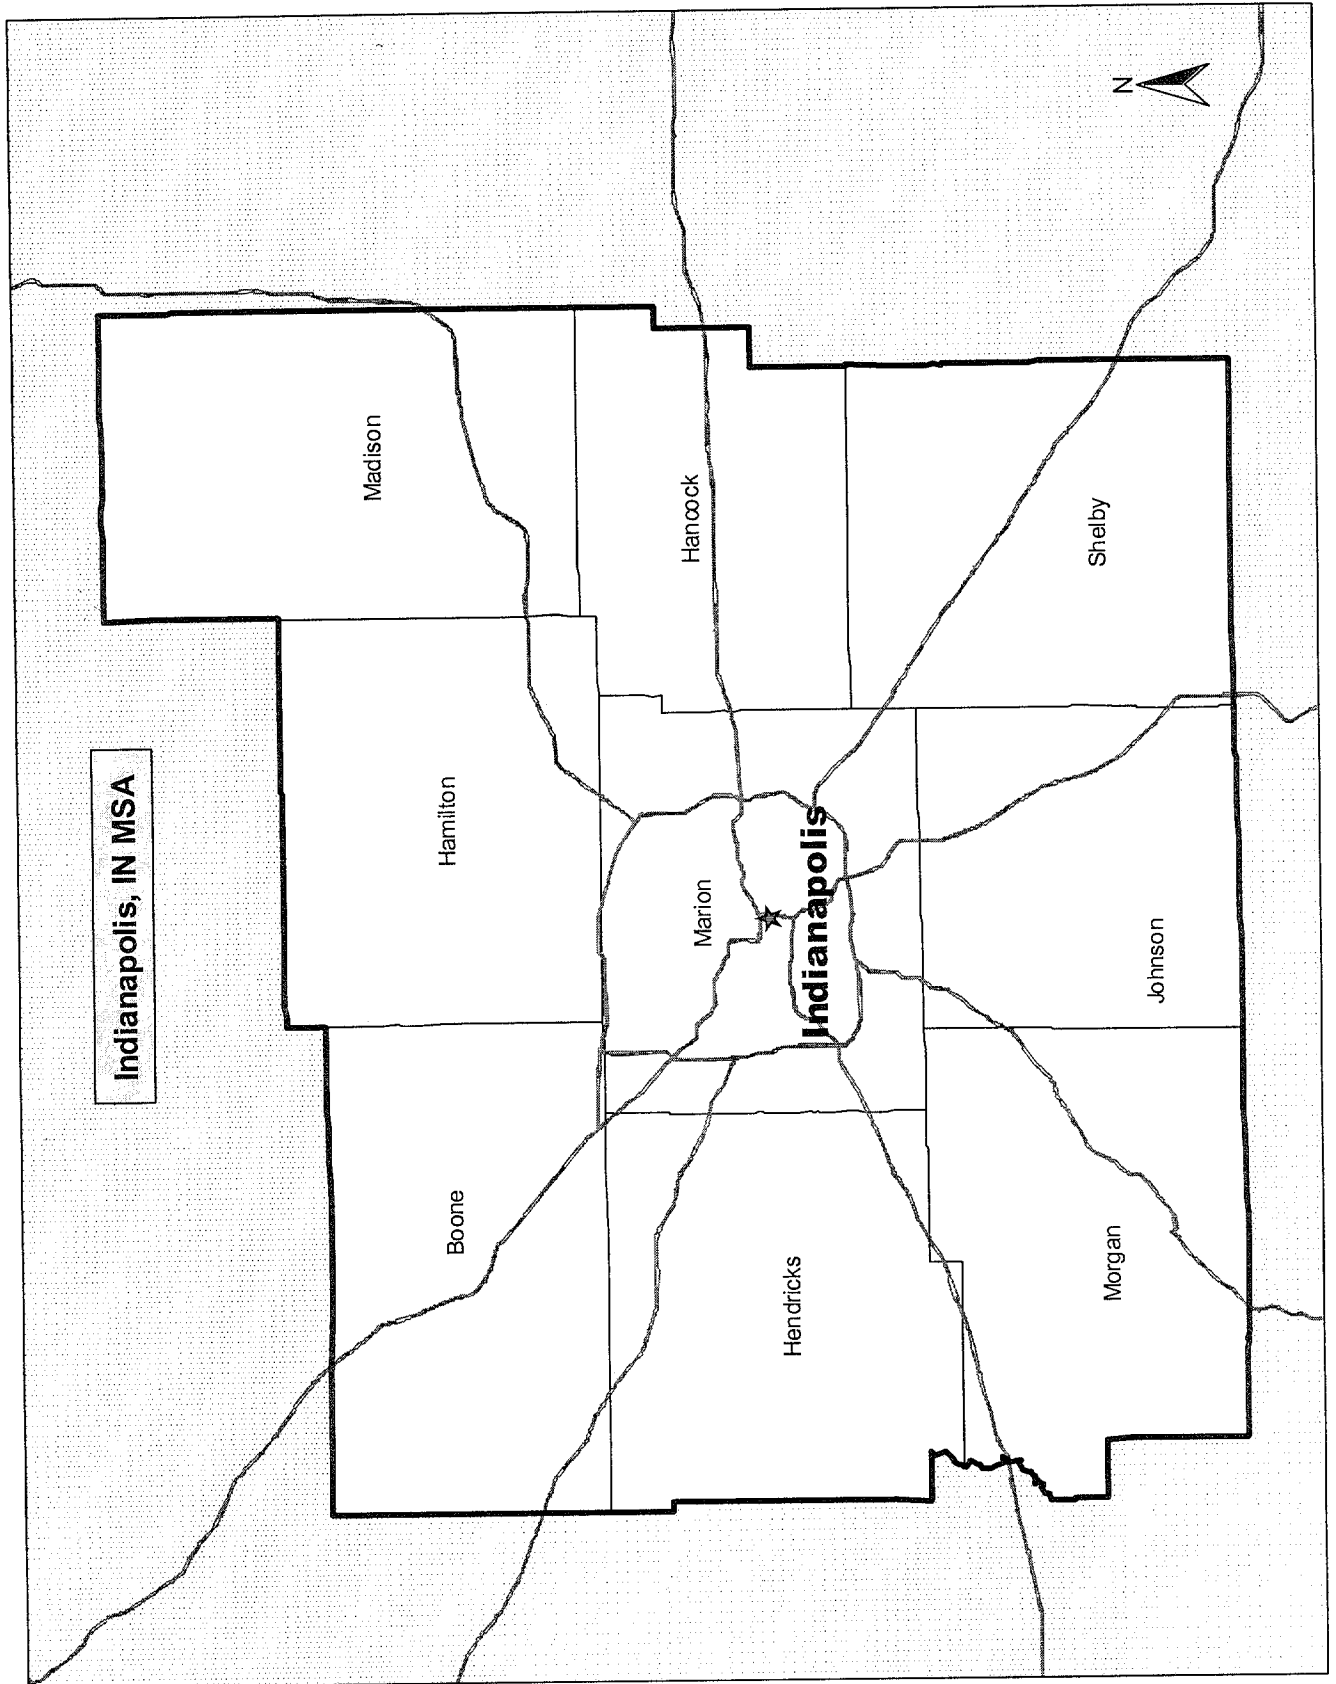 Indianapolis, IN MSA
N
Boone
Hamilton
Madison
Hendricks
Marion
Hancock
Indianapolis
Morgan
Johnson
Shelby